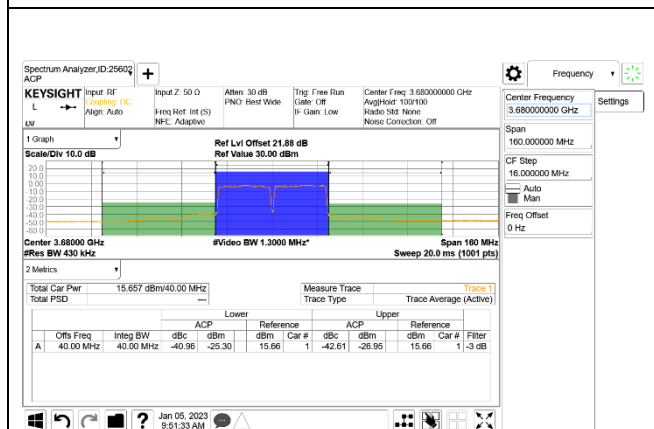 Spectrum Analyzer,ID:25602
ACP
KEYSIGHT
L
Input: RF
Coupling: DC
Align: Auto
Input Z: 50 Ω
Freq Ref: Int (S)
NFE: Adaptive
Atten: 30 dB
PNO: Best Wide
Trig: Free Run
Gate: Off
IF Gain: Low
Center Freq: 3.680000000 GHz
Avg|Hold: 100/100
Radio Std: None
Noise Correction: Off
1 Graph
Scale/Div 10.0 dB
Ref Lvl Offset 21.88 dB
Ref Value 30.00 dBm
20.0
10.0
0.00
-10.0
-20.0
-30.0
-40.0
-50.0
-60.0
Center 3.68000 GHz
#Video BW 1.3000 MHz*
Span 160 MHz
#Res BW 430 kHz
Sweep 20.0 ms (1001 pts)
2 Metrics
Total Car Pwr 15.657 dBm/40.00 MHz
Total PSD ---
Measure Trace Trace 1
Trace Type Trace Average (Active)
Lower Upper
ACP Reference ACP Reference
Offs Freq Integ BW dBc dBm dBm Car # dBc dBm dBm Car # Filter
A 40.00 MHz 40.00 MHz -40.96 -25.30 15.66 1 -42.61 -26.95 15.66 1 -3 dB
Jan 05, 2023
9:51:33 AM
Frequency
Settings
Center Frequency
3.680000000 GHz
Span
160.000000 MHz
CF Step
16.000000 MHz
Auto
Man
Freq Offset
0 Hz